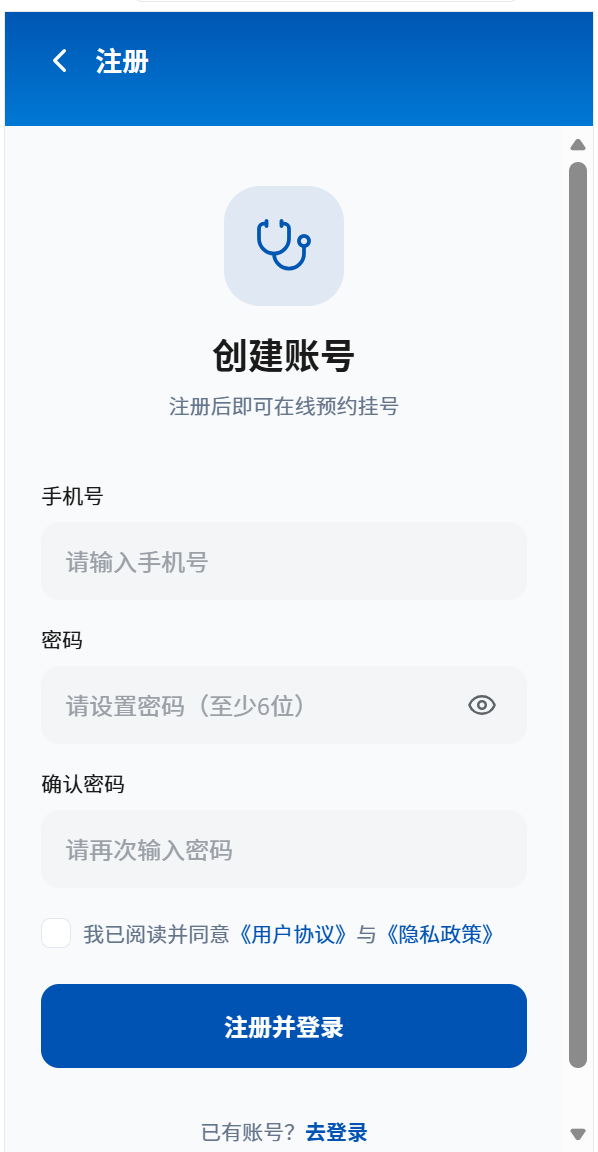 注册
创建账号
注册后即可在线预约挂号
手机号
请输入手机号
密码
请设置密码（至少6位）
确认密码
请再次输入密码
我已阅读并同意《用户协议》与《隐私政策》
注册并登录
已有账号？去登录